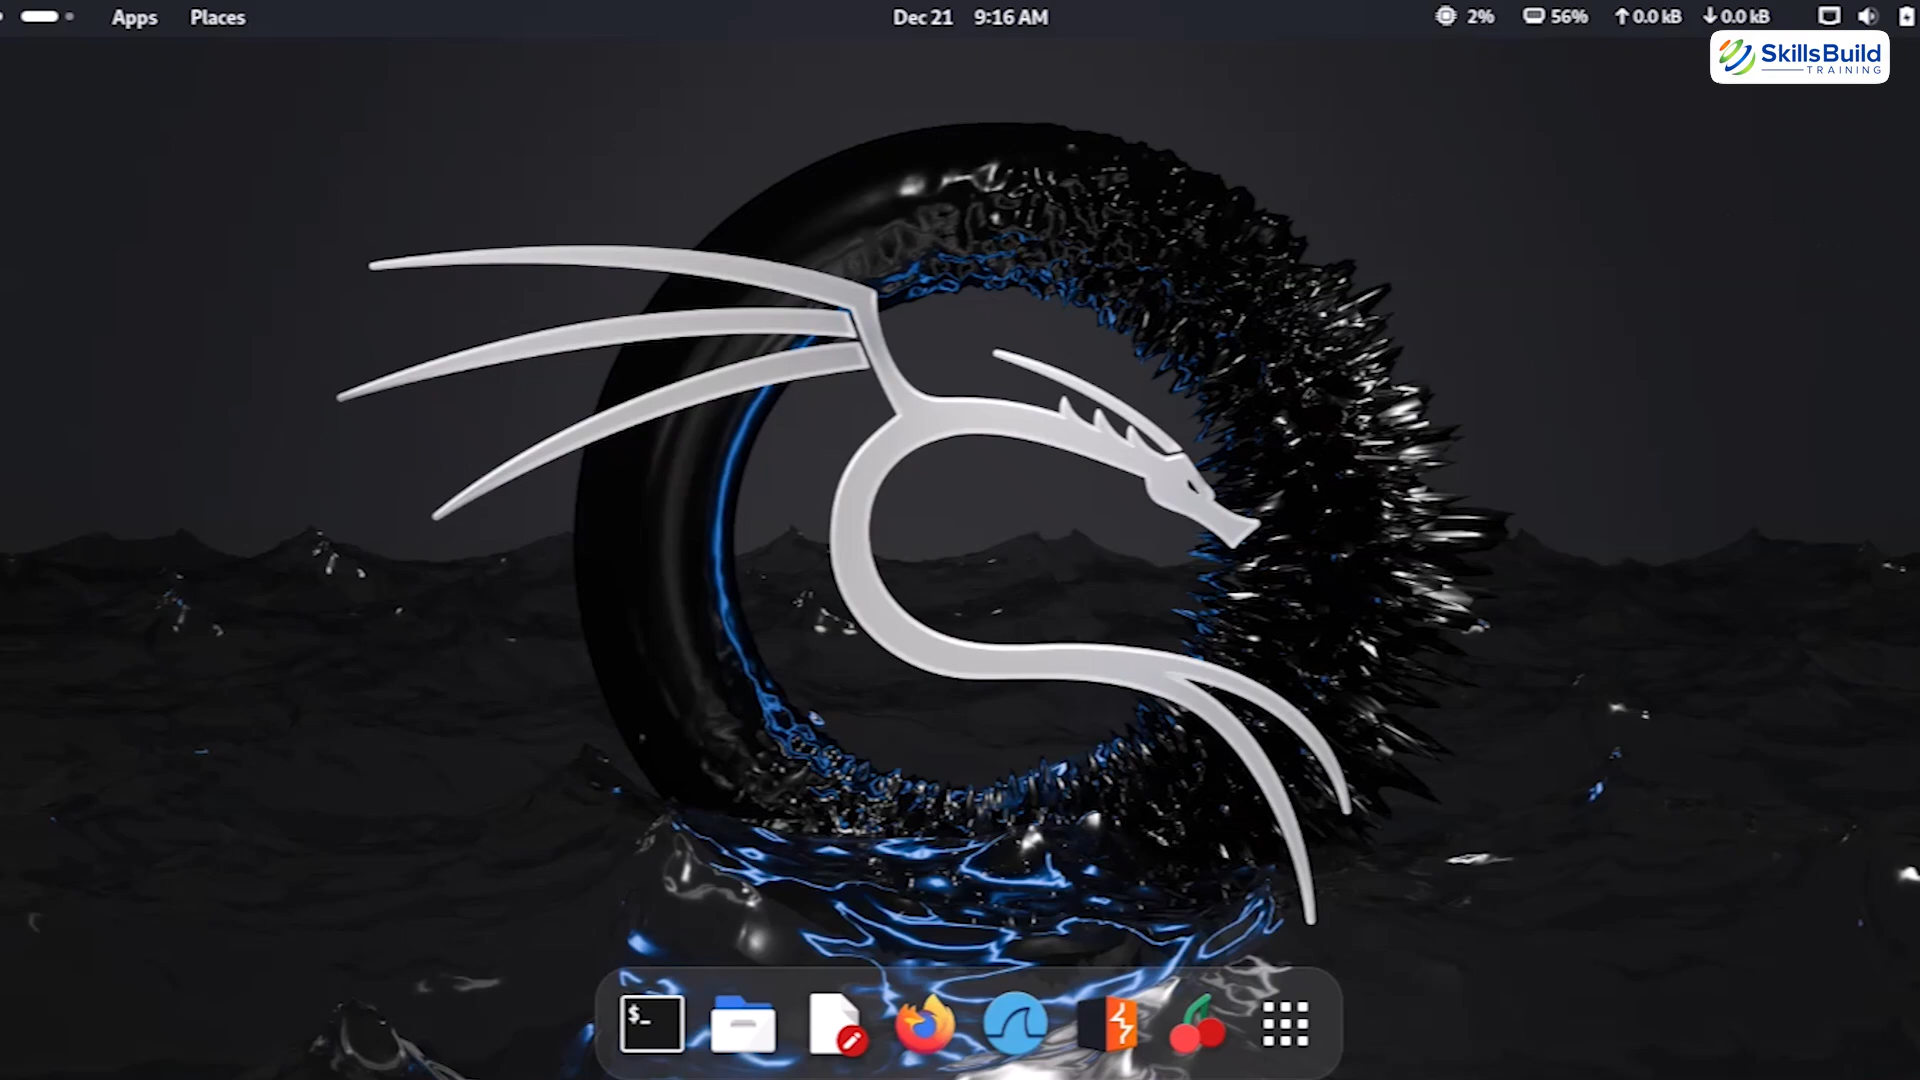 Apps Places Dec 21 9:16 AM 2% 56% ↑0.0 kB ↓0.0 kB
SkillsBuild
TRAINING
$_